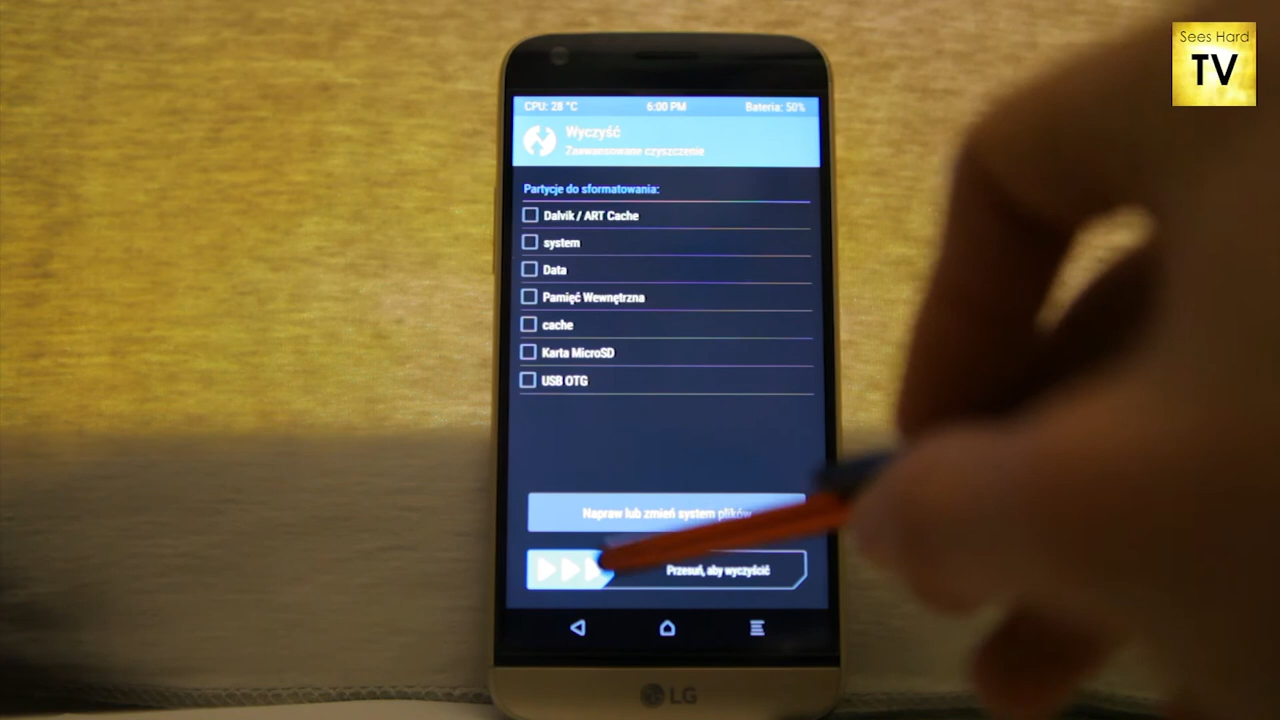 Sees Hard
TV
CPU: 28 °C 6:00 PM Bateria: 50%
Wyczyść
Zaawansowane czyszczenie
Partycje do sformatowania:
Dalvik / ART Cache
system
Data
Pamięć Wewnętrzna
cache
Karta MicroSD
USB OTG
Napraw lub zmień system plików
Przesuń, aby wyczyścić
LG